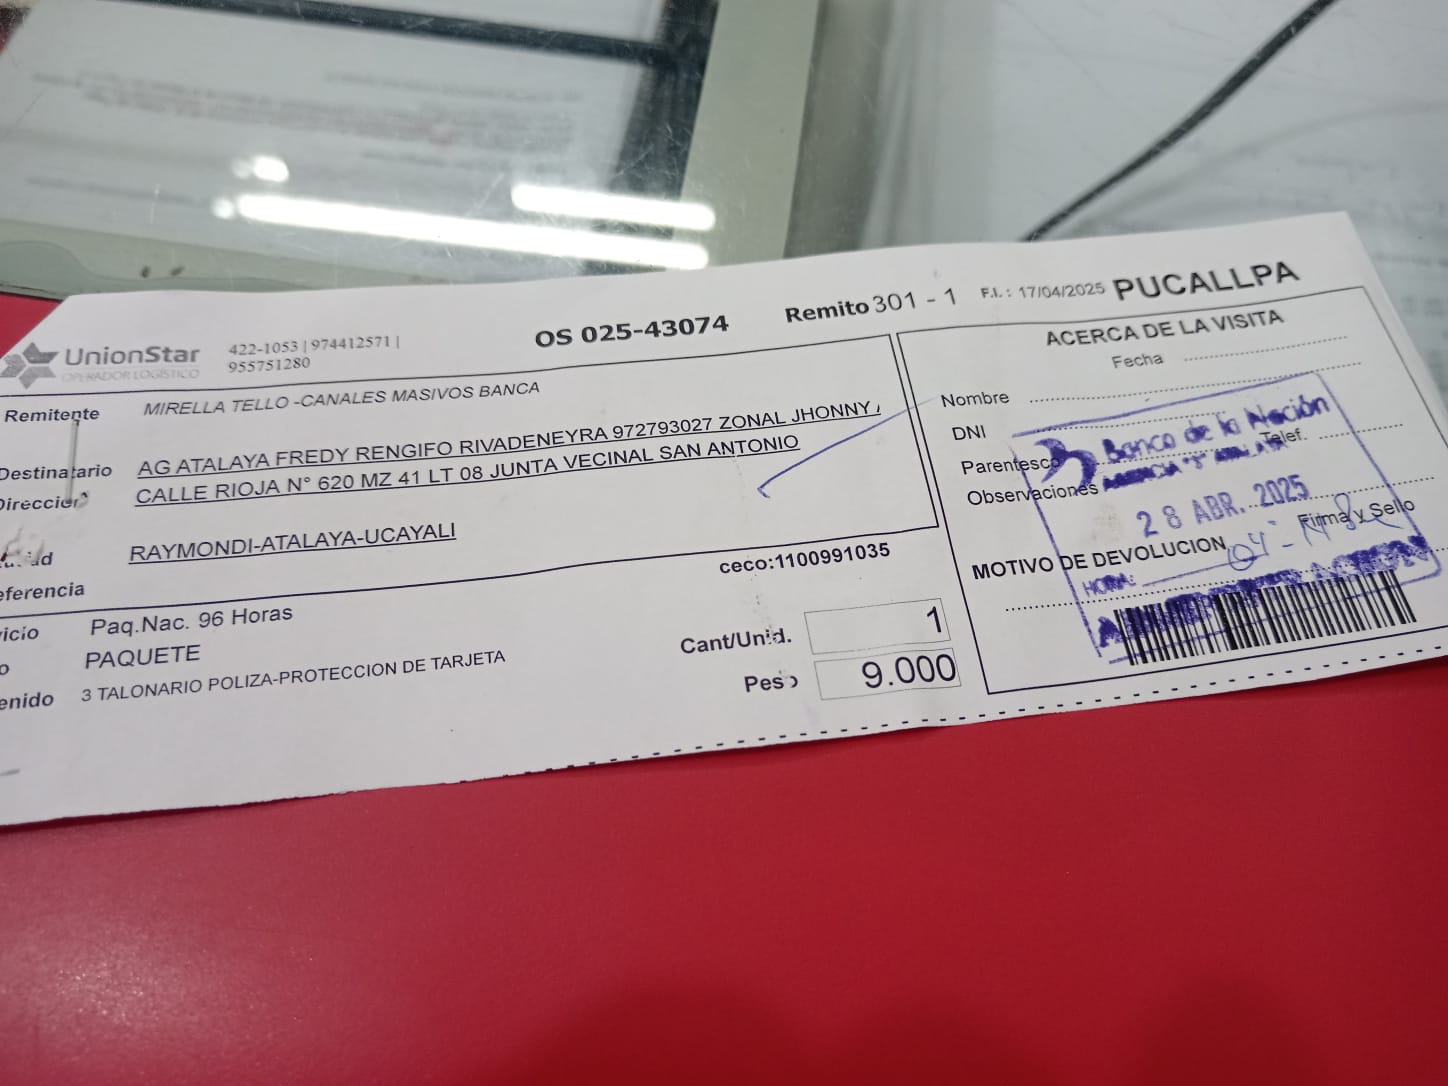 UnionStar
OPERADOR LOGÍSTICO
422-1053 | 974412571 |
955751280
OS 025-43074
Remito 301 - 1
F.I.: 17/04/2025 PUCALLPA
Remitente MIRELLA TELLO -CANALES MASIVOS BANCA
Destinatario AG ATALAYA FREDY RENGIFO RIVADENEYRA 972793027 ZONAL JHONNY
CALLE RIOJA N° 620 MZ 41 LT 08 JUNTA VECINAL SAN ANTONIO
RAYMONDI-ATALAYA-UCAYALI
eferencia
ceco:1100991035
icio Paq.Nac. 96 Horas
o PAQUETE
enido 3 TALONARIO POLIZA-PROTECCION DE TARJETA
Cant/Unid. 1
Peso 9.000
ACERCA DE LA VISITA
Fecha
Nombre
DNI
Parentesco Telef.
Observaciones
Firma y Sello
MOTIVO DE DEVOLUCION
Banco de la Nación
28 ABR. 2025
HORA: